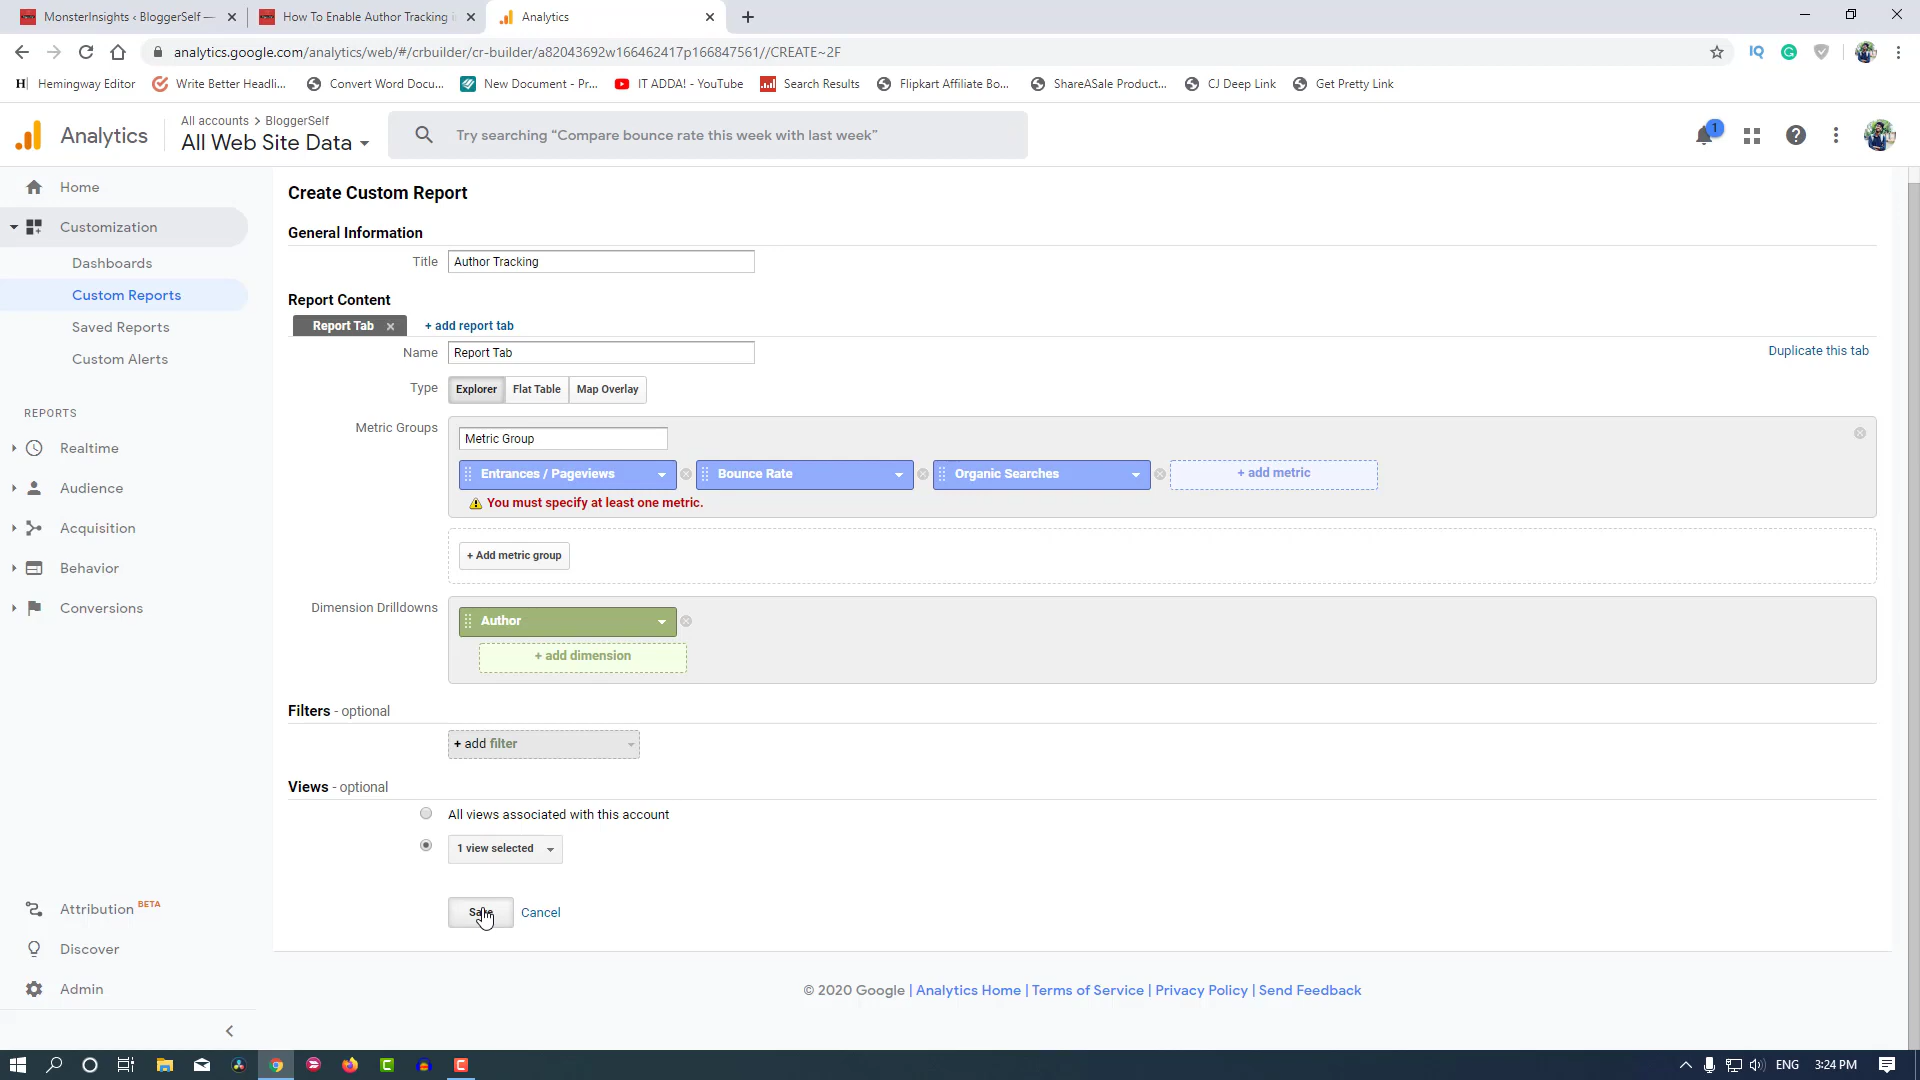 MonsterInsights ‹ BloggerSelf —
How To Enable Author Tracking i
Analytics
analytics.google.com/analytics/web/#/crbuilder/cr-builder/a82043692w166462417p166847561//CREATE~2F
Hemingway Editor
Write Better Headli...
Convert Word Docu...
New Document - Pr...
IT ADDA! - YouTube
Search Results
Flipkart Affiliate Bo...
ShareASale Product...
CJ Deep Link
Get Pretty Link
Analytics
All accounts > BloggerSelf
All Web Site Data
Try searching “Compare bounce rate this week with last week”
1
Home
Customization
Dashboards
Custom Reports
Saved Reports
Custom Alerts
REPORTS
Realtime
Audience
Acquisition
Behavior
Conversions
Attribution BETA
Discover
Admin
Create Custom Report
General Information
Title Author Tracking
Report Content
Report Tab
+ add report tab
Name Report Tab
Duplicate this tab
Type Explorer Flat Table Map Overlay
Metric Groups
Metric Group
Entrances / Pageviews Bounce Rate Organic Searches + add metric
You must specify at least one metric.
+ Add metric group
Dimension Drilldowns
Author
+ add dimension
Filters - optional
+ add filter
Views - optional
All views associated with this account
1 view selected
Save Cancel
© 2020 Google | Analytics Home | Terms of Service | Privacy Policy | Send Feedback
ENG
3:24 PM